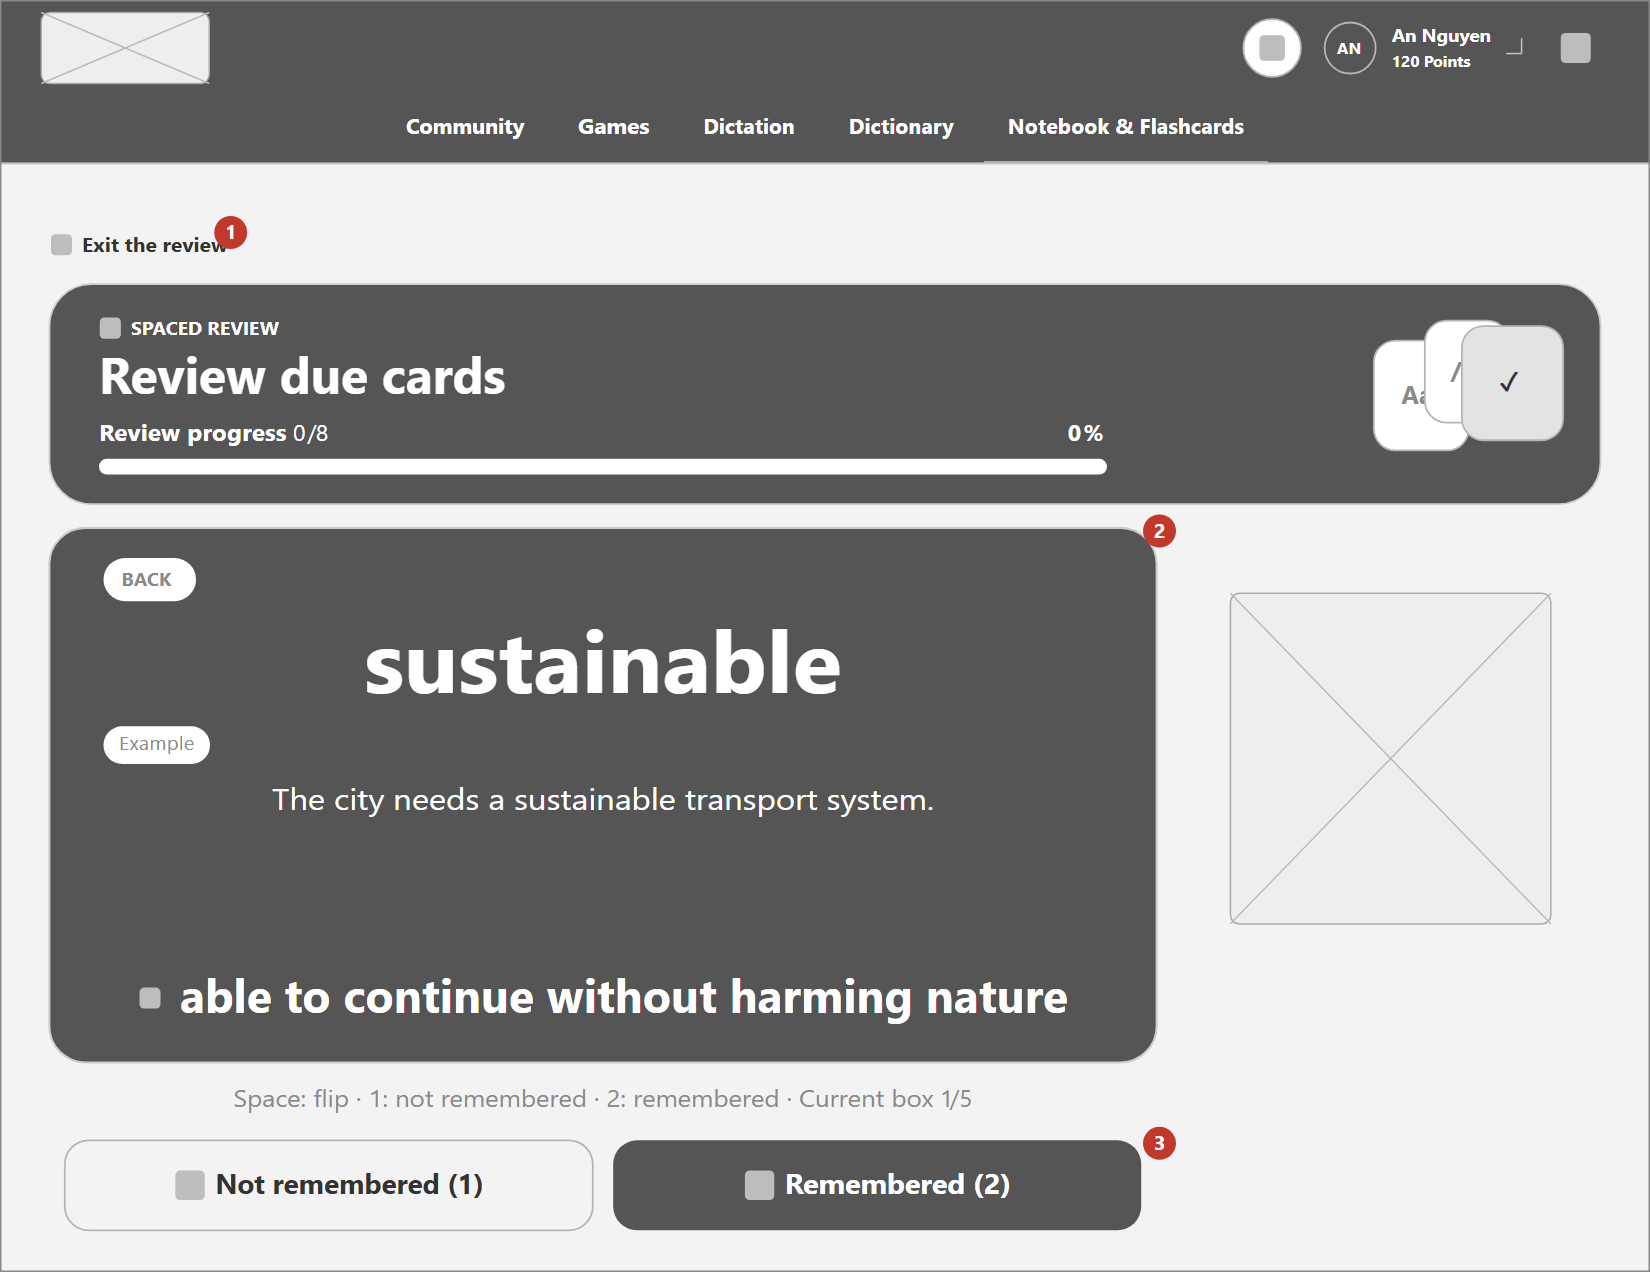 AN
An Nguyen
120 Points
Community Games Dictation Dictionary Notebook & Flashcards
Exit the review
1
SPACED REVIEW
Review due cards
Review progress 0/8 0%
Aa
✓
2
BACK
sustainable
Example
The city needs a sustainable transport system.
able to continue without harming nature
Space: flip · 1: not remembered · 2: remembered · Current box 1/5
3
Not remembered (1) Remembered (2)